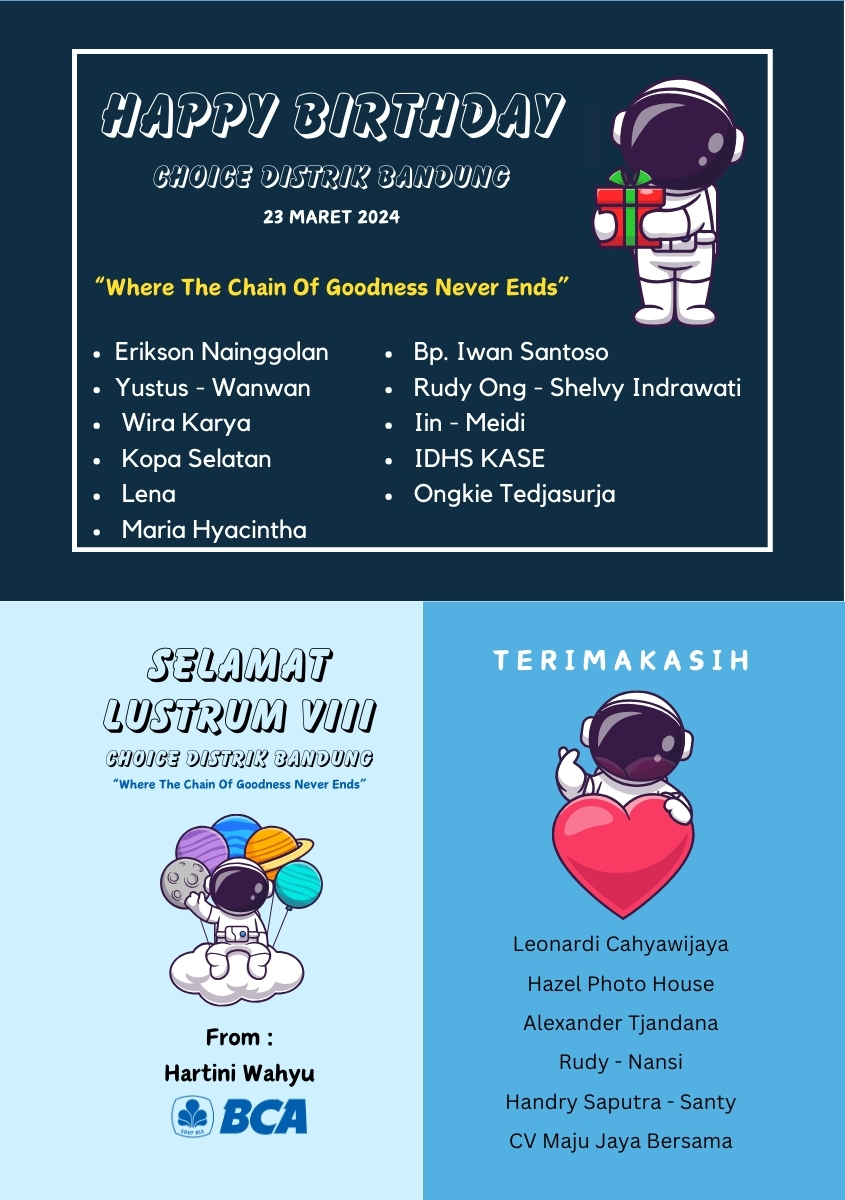 HAPPY BIRTHDAY
CHOICE DISTRIK BANDUNG
23 MARET 2024
“Where The Chain Of Goodness Never Ends”
• Erikson Nainggolan
• Yustus - Wanwan
• Wira Karya
• Kopa Selatan
• Lena
• Maria Hyacintha
• Bp. Iwan Santoso
• Rudy Ong - Shelvy Indrawati
• Iin - Meidi
• IDHS KASE
• Ongkie Tedjasurja
SELAMAT
LUSTRUM VIII
CHOICE DISTRIK BANDUNG
“Where The Chain Of Goodness Never Ends”
From :
Hartini Wahyu
BCA
TERIMAKASIH
Leonardi Cahyawijaya
Hazel Photo House
Alexander Tjandana
Rudy - Nansi
Handry Saputra - Santy
CV Maju Jaya Bersama